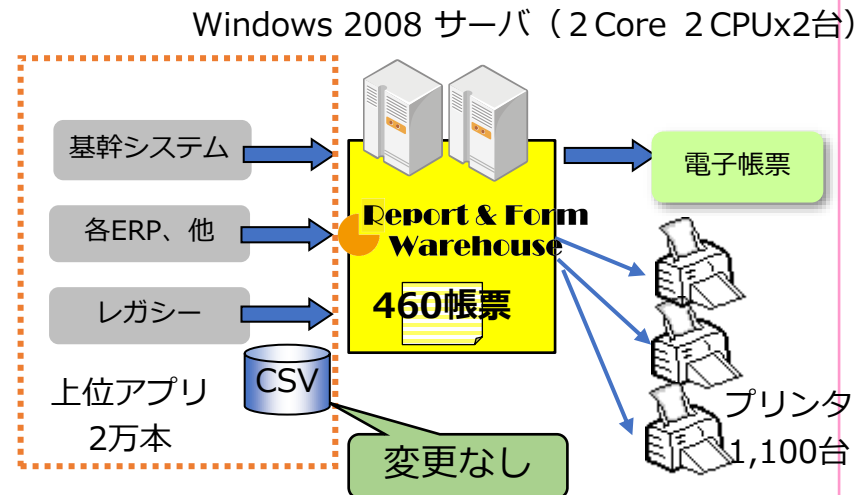 Windows 2008 サーバ（２Core ２CPUx2台）
基幹システム
各ERP、他
レガシー
上位アプリ
2万本
CSV
変更なし
Report & Form
Warehouse
460帳票
電子帳票
プリンタ
1,100台